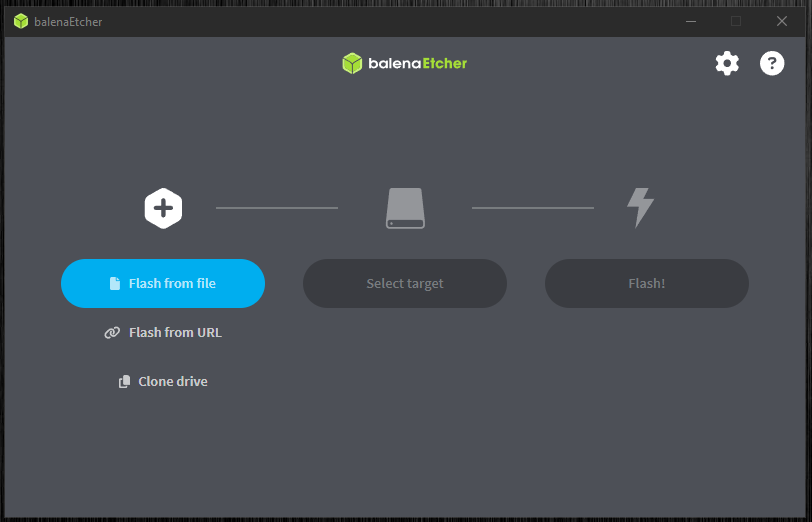 balenaEtcher
balenaEtcher
Flash from file
Select target
Flash!
Flash from URL
Clone drive